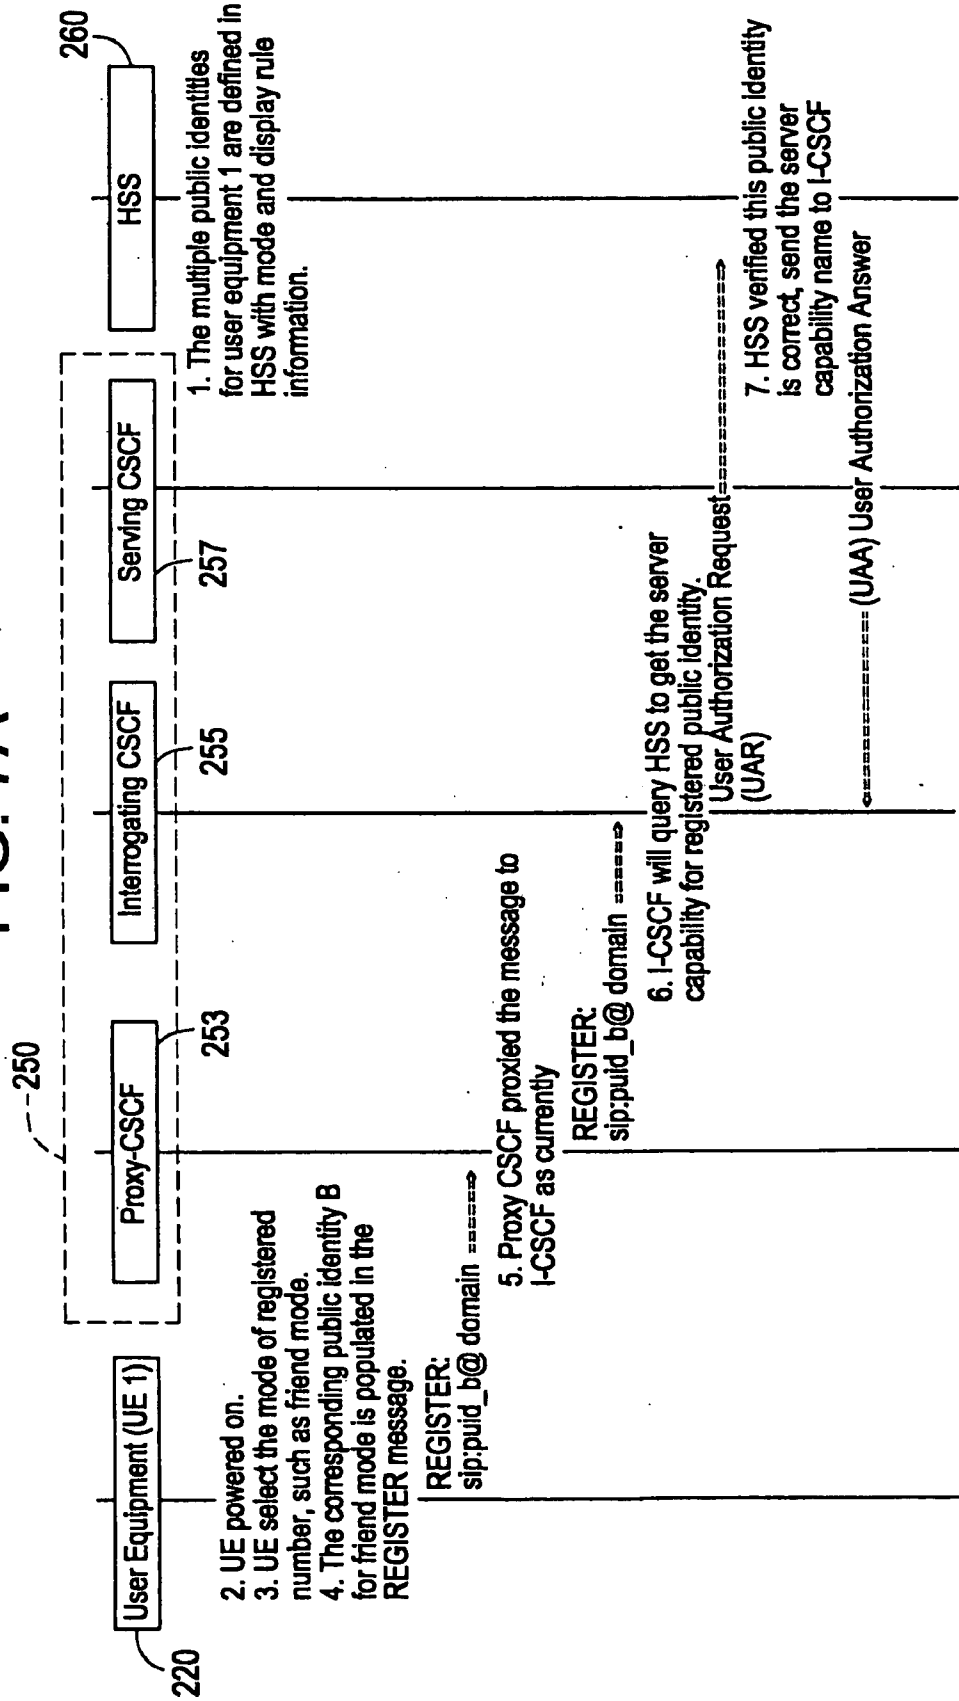 FIG. 7A
250
User Equipment (UE 1)
220
Proxy-CSCF
253
Interrogating CSCF
255
Serving CSCF
257
HSS
260
1. The multiple public identities
for user equipment 1 are defined in
HSS with mode and display rule
information.
2. UE powered on.
3. UE select the mode of registered
number, such as friend mode.
4. The corresponding public identity B
for friend mode is populated in the
REGISTER message.
REGISTER:
sip:puid_b@ domain
5. Proxy CSCF proxied the message to
I-CSCF as currently
REGISTER:
sip:puid_b@ domain
6. I-CSCF will query HSS to get the server
capability for registered public identity.
User Authorization Request
(UAR)
7. HSS verified this public identity
is correct, send the server
capability name to I-CSCF
(UAA) User Authorization Answer